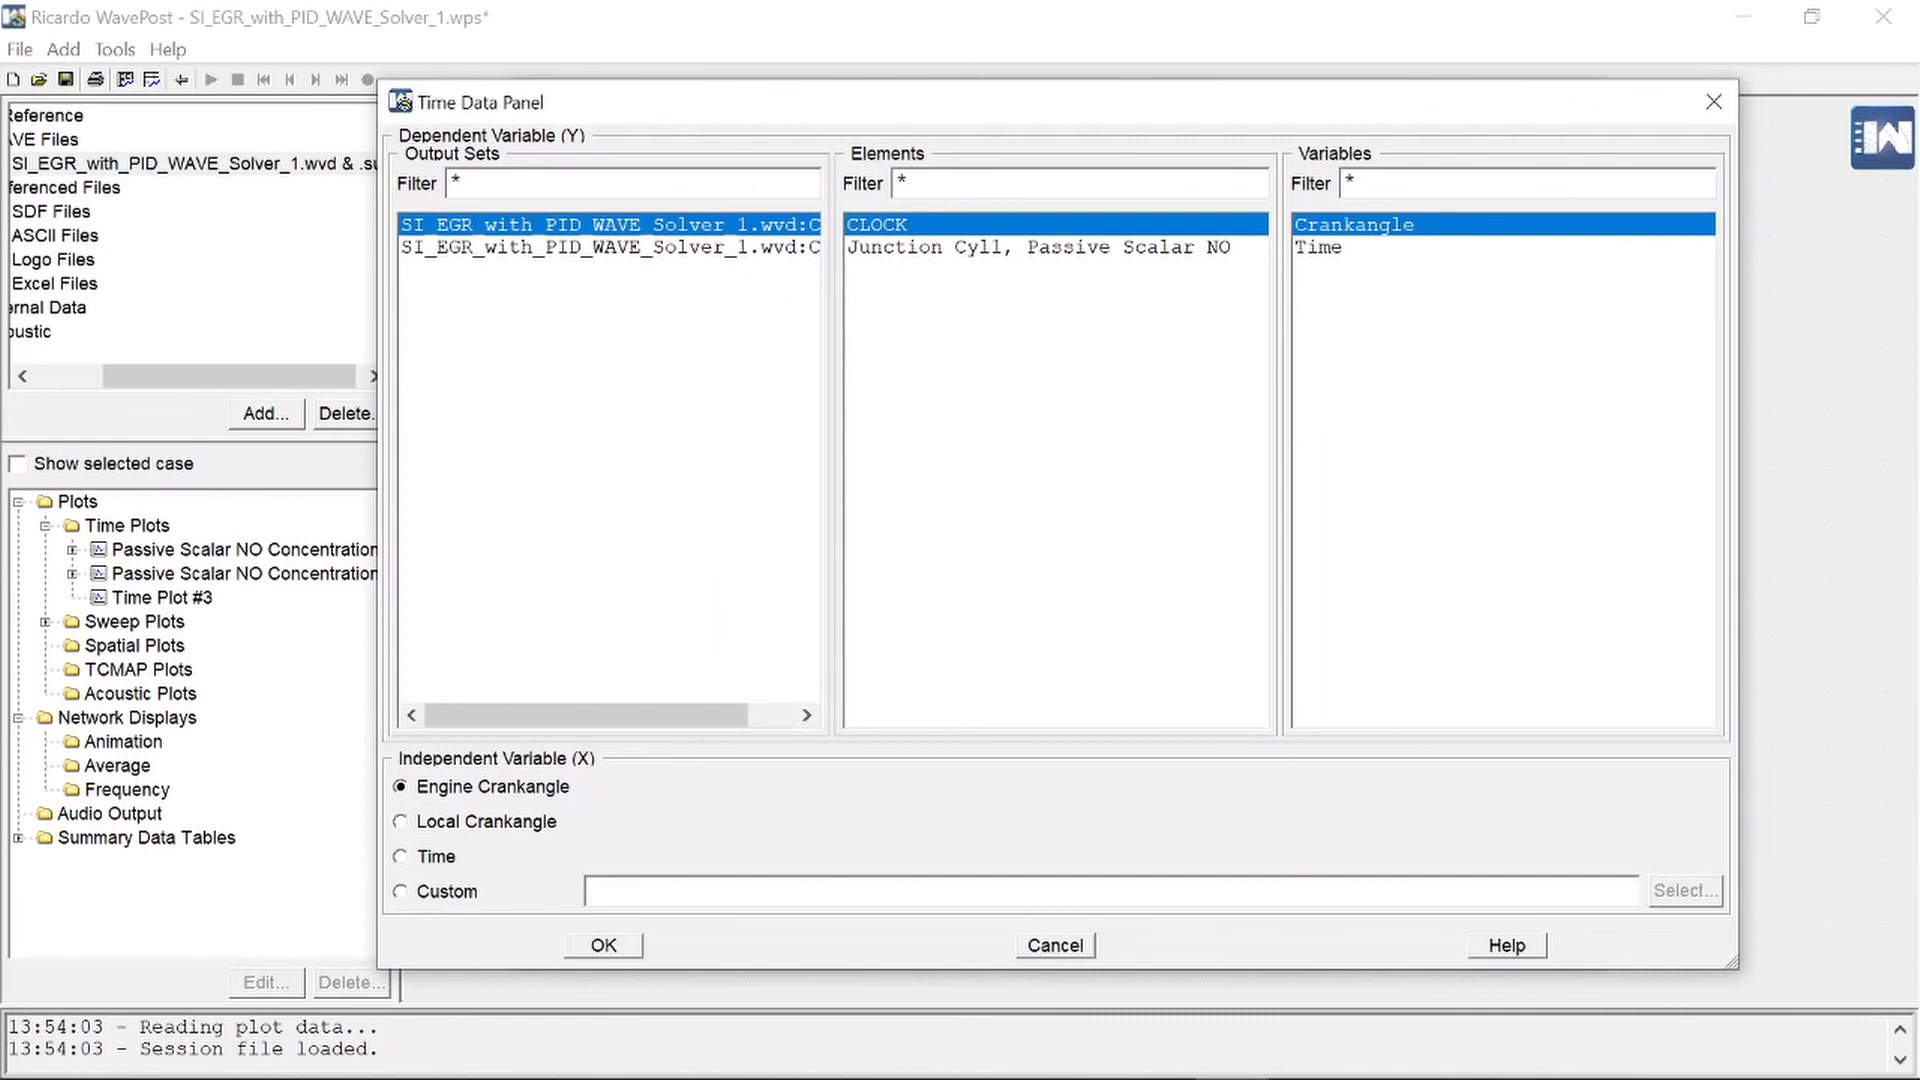 Ricardo WavePost - SI_EGR_with_PID_WAVE_Solver_1.wps*
File Add Tools Help
Reference
VE Files
SI_EGR_with_PID_WAVE_Solver_1.wvd & .su
ferenced Files
SDF Files
ASCII Files
Logo Files
Excel Files
ernal Data
oustic
Add... Delete.
Show selected case
Plots
Time Plots
Passive Scalar NO Concentration
Passive Scalar NO Concentration
Time Plot #3
Sweep Plots
Spatial Plots
TCMAP Plots
Acoustic Plots
Network Displays
Animation
Average
Frequency
Audio Output
Summary Data Tables
Edit... Delete...
Time Data Panel
Dependent Variable (Y)
Output Sets
Filter *
SI_EGR_with_PID_WAVE_Solver_1.wvd:C
SI_EGR_with_PID_WAVE_Solver_1.wvd:C
Elements
Filter *
CLOCK
Junction Cyl1, Passive Scalar NO
Variables
Filter *
Crankangle
Time
Independent Variable (X)
Engine Crankangle
Local Crankangle
Time
Custom Select...
OK Cancel Help
13:54:03 - Reading plot data...
13:54:03 - Session file loaded.
W